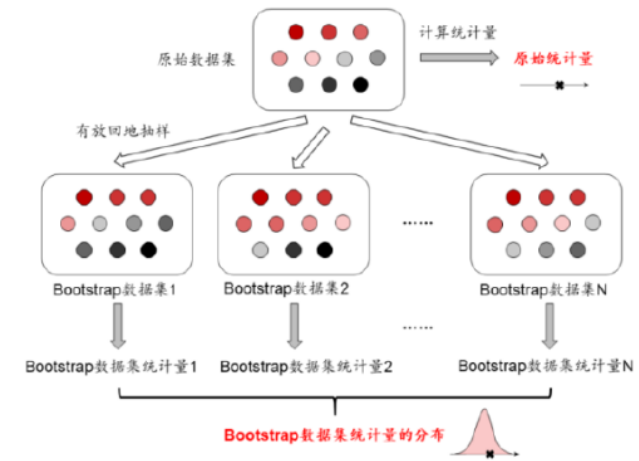 计算统计量
原始数据集
原始统计量
有放回地抽样
......
Bootstrap数据集1
Bootstrap数据集2
Bootstrap数据集N
......
Bootstrap数据集统计量1
Bootstrap数据集统计量2
Bootstrap数据集统计量N
Bootstrap数据集统计量的分布